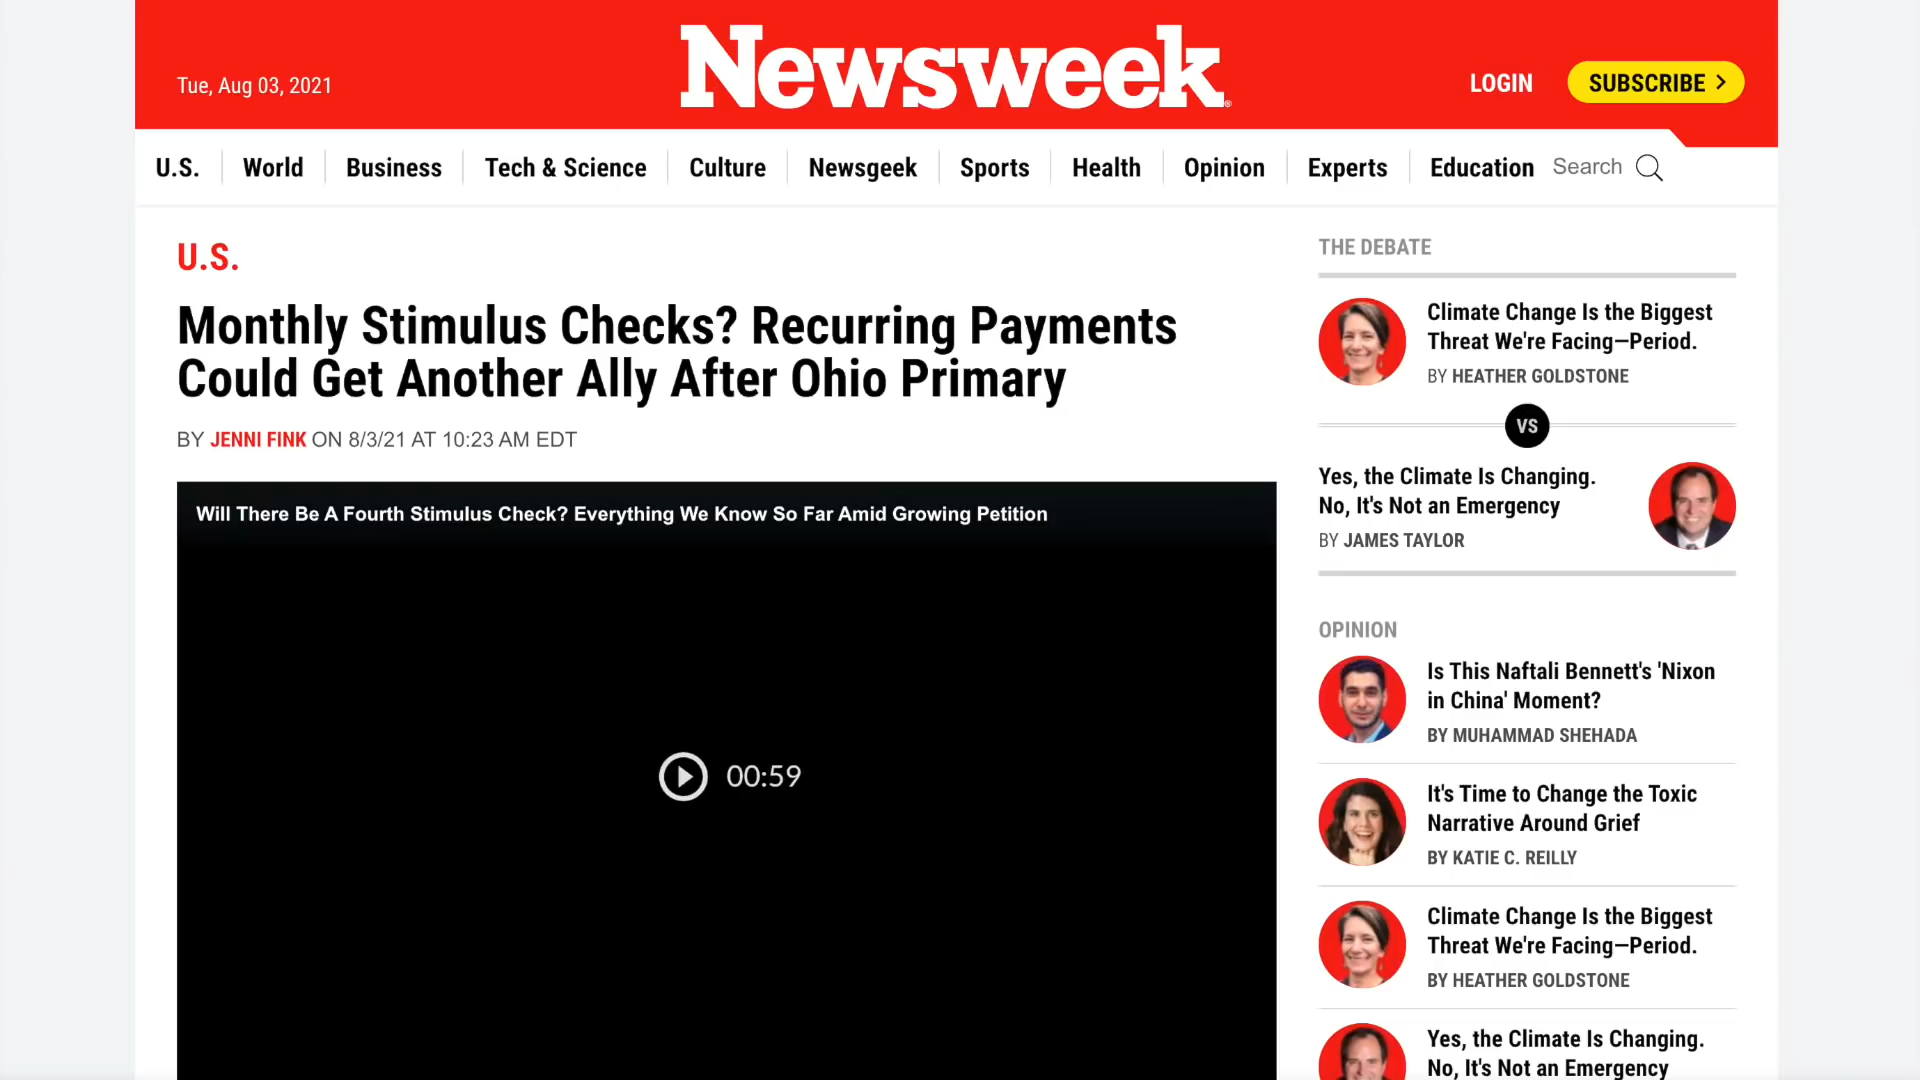 Tue, Aug 03, 2021
Newsweek
LOGIN
SUBSCRIBE
U.S.
World
Business
Tech & Science
Culture
Newsgeek
Sports
Health
Opinion
Experts
Education
Search
U.S.
Monthly Stimulus Checks? Recurring Payments
Could Get Another Ally After Ohio Primary
BY JENNI FINK ON 8/3/21 AT 10:23 AM EDT
Will There Be A Fourth Stimulus Check? Everything We Know So Far Amid Growing Petition
00:59
THE DEBATE
Climate Change Is the Biggest
Threat We're Facing—Period.
BY HEATHER GOLDSTONE
VS
Yes, the Climate Is Changing.
No, It's Not an Emergency
BY JAMES TAYLOR
OPINION
Is This Naftali Bennett's 'Nixon
in China' Moment?
BY MUHAMMAD SHEHADA
It's Time to Change the Toxic
Narrative Around Grief
BY KATIE C. REILLY
Climate Change Is the Biggest
Threat We're Facing—Period.
BY HEATHER GOLDSTONE
Yes, the Climate Is Changing.
No, It's Not an Emergency